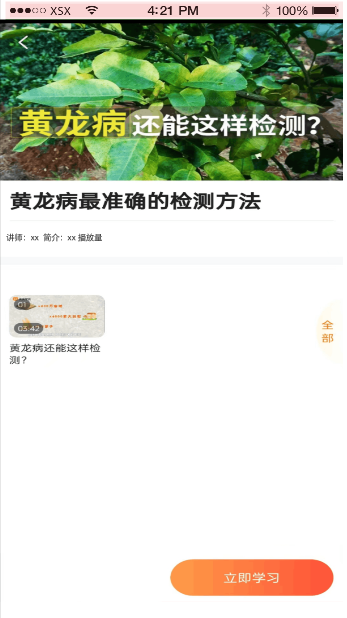 XSX
4:21 PM
100%
黄龙病还能这样检测?
黄龙病最准确的检测方法
讲师：xx 简介：xx 播放量
01
03:42
黄龙病还能这样检
测?
全
部
立即学习